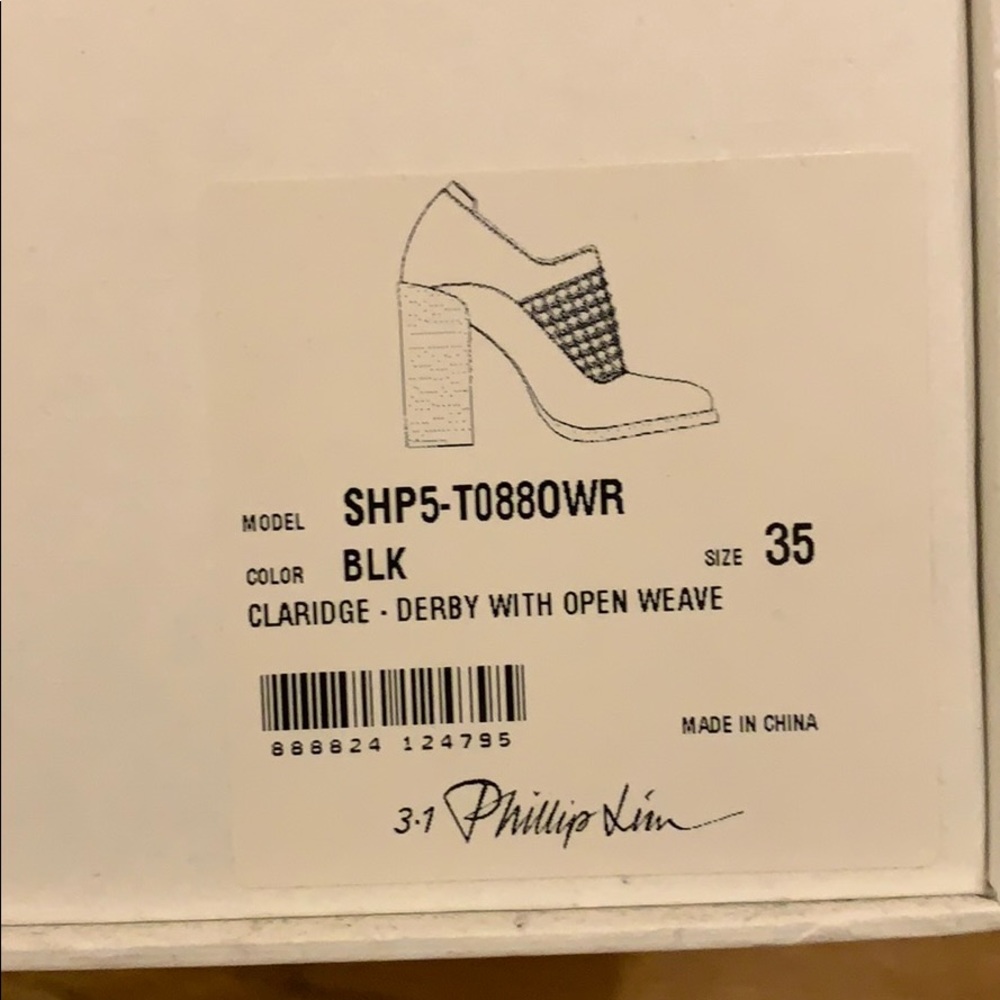 MODEL SHP5-T088OWR
COLOR BLK SIZE 35
CLARIDGE · DERBY WITH OPEN WEAVE
888824 124795
MADE IN CHINA
3·1 Phillip Lim